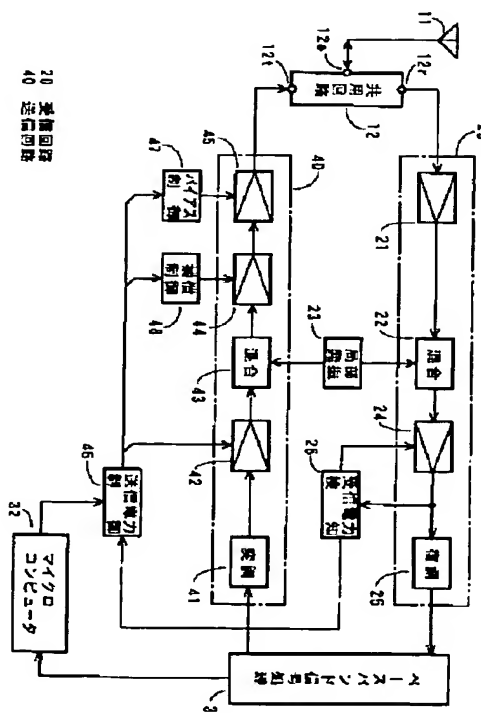 11
12a
12r
12t
共用回路
12
21
22
混合
24
25
復調
23
局部
発振
26
受信電力
検知
40
45
44
43
混合
42
41
変調
47
バイアス
制御
48
制御
46
送信電力
制御
32
マイクロ
コンピュータ
ベースバンド信号処理
3
20 受信回路
40 送信回路